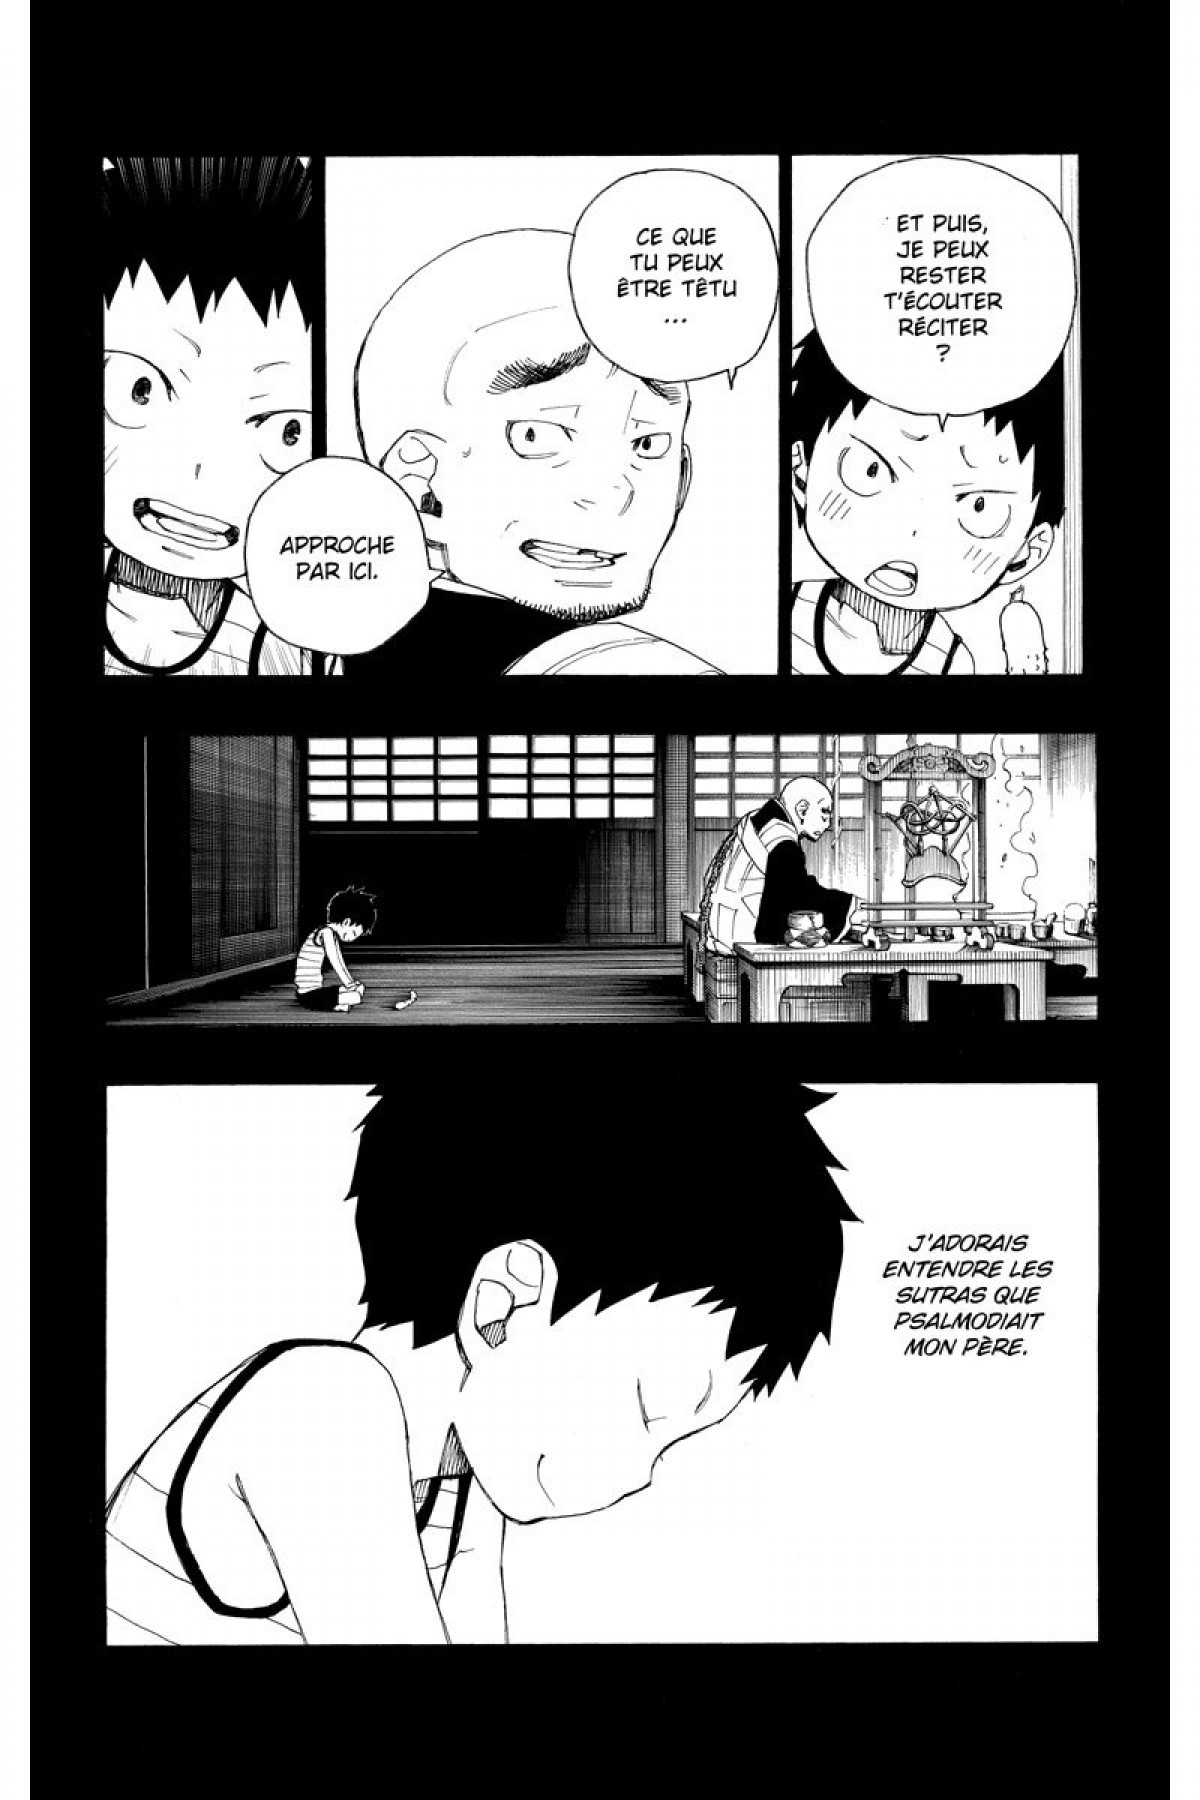 ET PUIS,
JE PEUX
RESTER
T'ÉCOUTER
RÉCITER
?
CE QUE
TU PEUX
ÊTRE TÊTU
...
APPROCHE
PAR ICI.
J'ADORAIS
ENTENDRE LES
SUTRAS QUE
PSALMODIAIT
MON PÈRE.